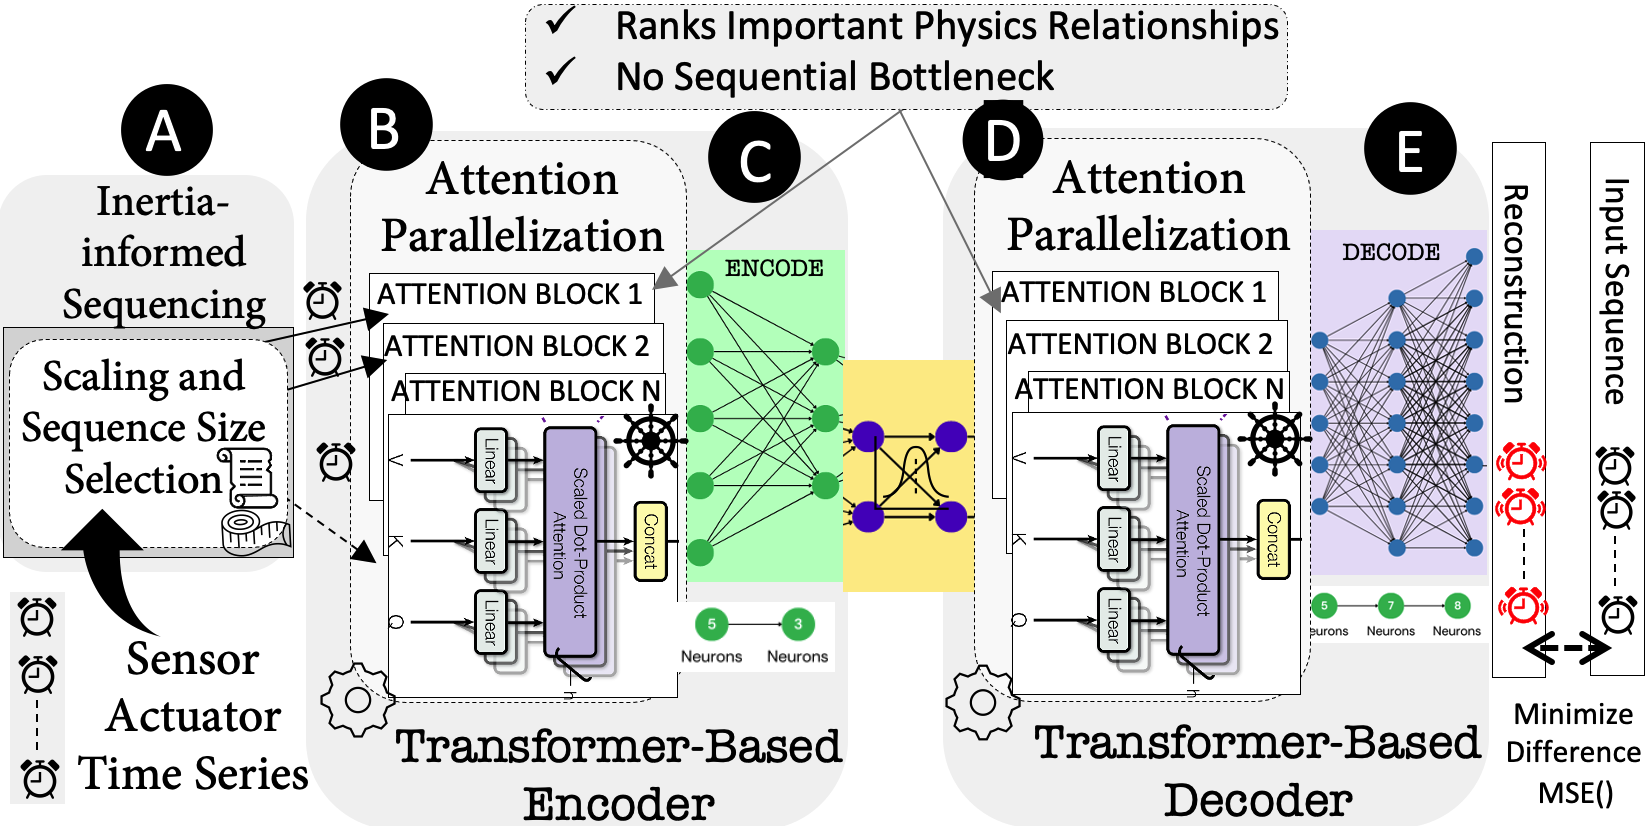 ✓ Ranks Important Physics Relationships
✓ No Sequential Bottleneck
A
Inertia-
informed
Sequencing
Scaling and
Sequence Size
Selection
Sensor
Actuator
Time Series
B
Attention
Parallelization
ATTENTION BLOCK 1
ATTENTION BLOCK 2
ATTENTION BLOCK N
V
K
Q
Linear
Linear
Linear
Scaled Dot-Product
Attention
Concat
h
C
ENCODE
5
3
Neurons
Neurons
Transformer-Based
Encoder
D
Attention
Parallelization
ATTENTION BLOCK 1
ATTENTION BLOCK 2
ATTENTION BLOCK N
V
K
Q
Linear
Linear
Linear
Scaled Dot-Product
Attention
Concat
h
E
DECODE
5
7
8
eurons
Neurons
Neurons
Transformer-Based
Decoder
Reconstruction
Input Sequence
Minimize
Difference
MSE()